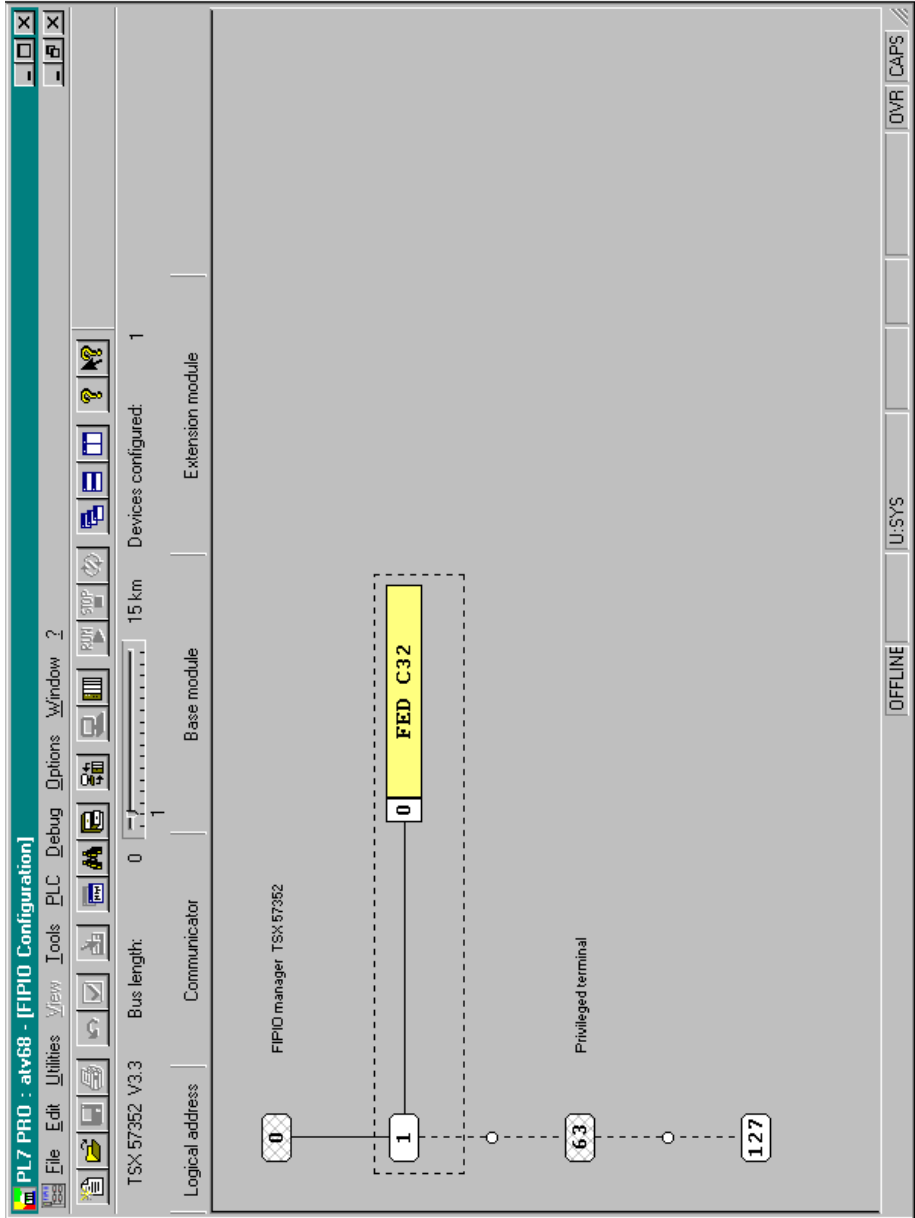 PL7 PRO : atv68 - [FIPIO Configuration]
File Edit Utilities View Tools PLC Debug Options Window ?
RUN STOP
TSX 57352 V3.3 Bus length: 0 15 km Devices configured: 1
1
Logical address Communicator Base module Extension module
0 FIPIO manager TSX 57352
1 0 FED C32
63 Privileged terminal
127
OFFLINE U:SYS OVR CAPS